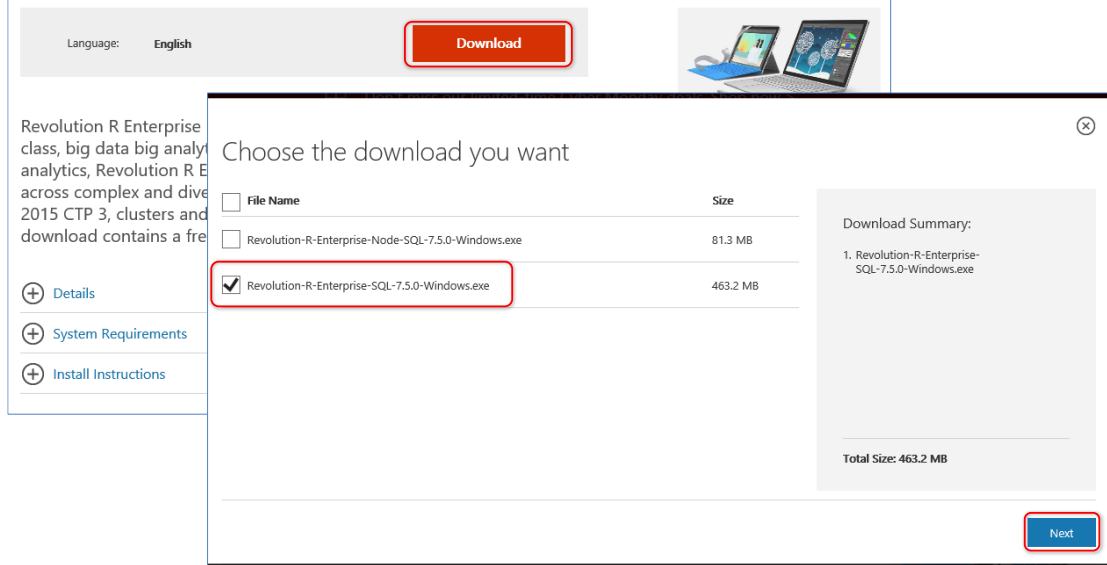 Language: English Download
Revolution R Enterprise
class, big data big analyt
analytics, Revolution R E
across complex and dive
2015 CTP 3, clusters and
download contains a fre
Details
System Requirements
Install Instructions
Choose the download you want
File Name Size
Revolution-R-Enterprise-Node-SQL-7.5.0-Windows.exe 81.3 MB
Revolution-R-Enterprise-SQL-7.5.0-Windows.exe 463.2 MB
Download Summary:
1. Revolution-R-Enterprise-
SQL-7.5.0-Windows.exe
Total Size: 463.2 MB
Next